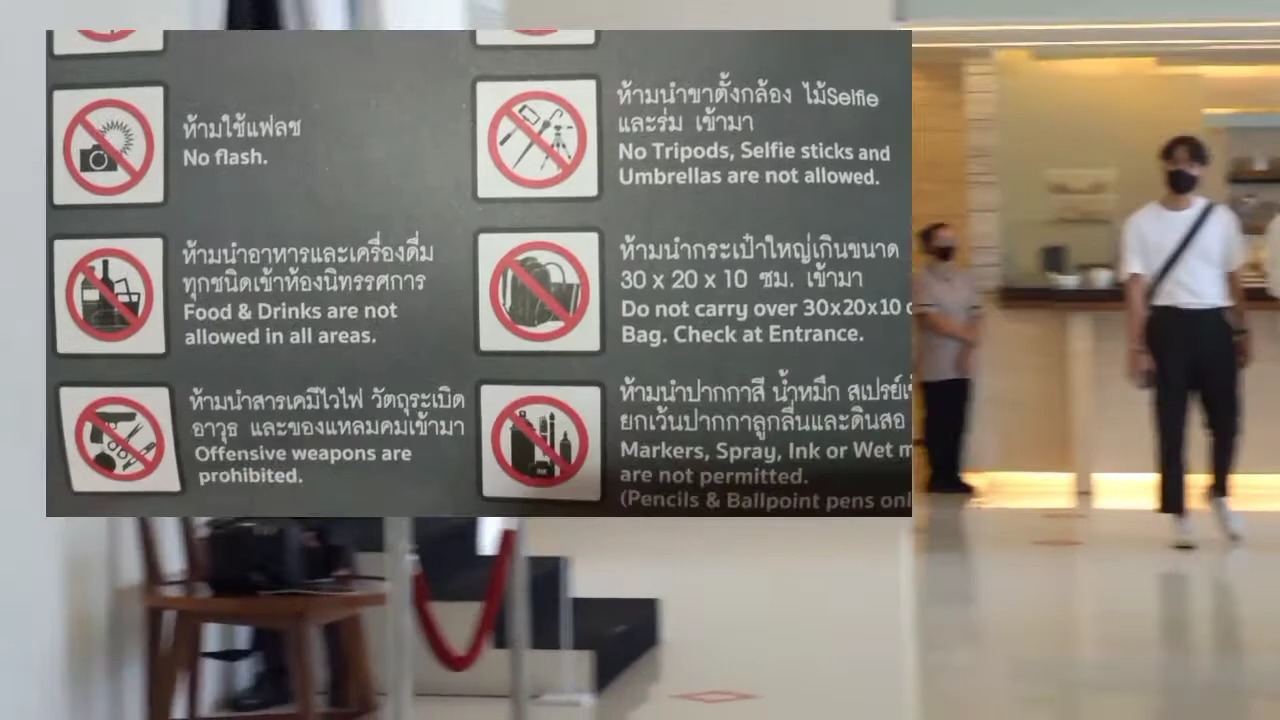 ห้ามใช้แฟลช
No flash.
ห้ามนำขาตั้งกล้อง ไม้Selfie
และร่ม เข้ามา
No Tripods, Selfie sticks and
Umbrellas are not allowed.
ห้ามนำอาหารและเครื่องดื่ม
ทุกชนิดเข้าห้องนิทรรศการ
Food & Drinks are not
allowed in all areas.
ห้ามนำกระเป๋าใหญ่เกินขนาด
30 x 20 x 10 ซม. เข้ามา
Do not carry over 30x20x10
Bag. Check at Entrance.
ห้ามนำสารเคมีไวไฟ วัตถุระเบิด
อาวุธ และของแหลมคมเข้ามา
Offensive weapons are
prohibited.
ห้ามนำปากกาสี น้ำหมึก สเปรย์
ยกเว้นปากกาลูกลื่นและดินสอ
Markers, Spray, Ink or Wet
are not permitted.
(Pencils & Ballpoint pens